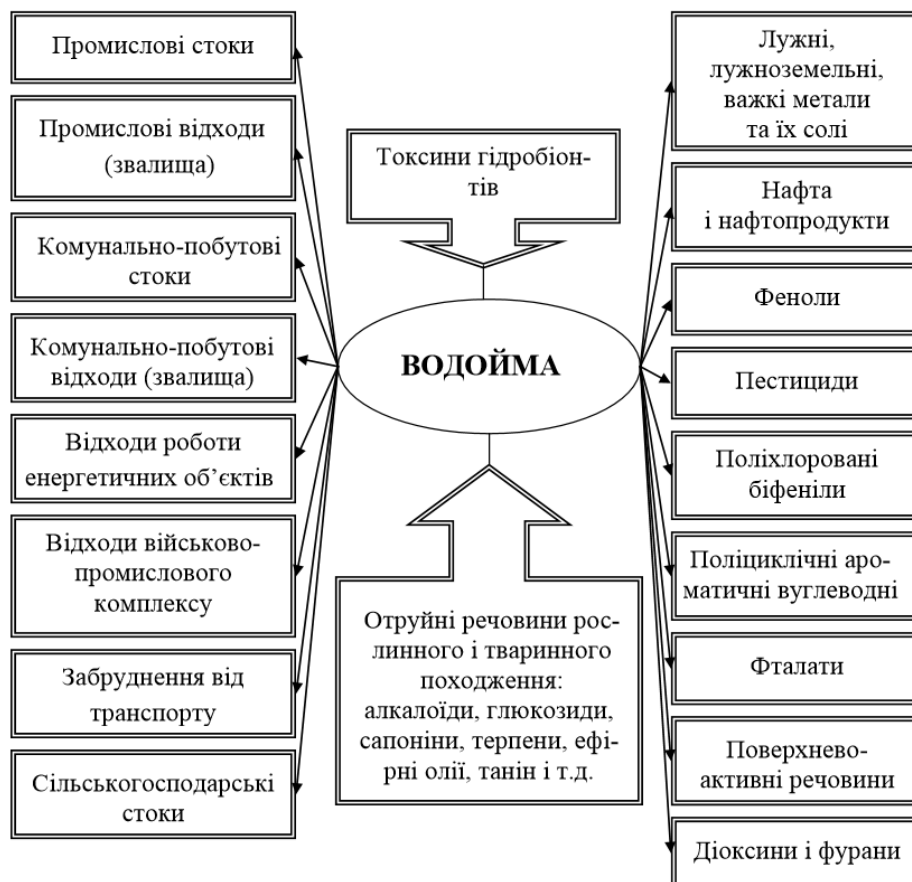 Промислові стоки
Промислові відходи
(звалища)
Комунально-побутові
стоки
Комунально-побутові
відходи (звалища)
Відходи роботи
енергетичних об’єктів
Відходи військово-
промислового
комплексу
Забруднення від
транспорту
Сільськогосподарські
стоки
Токсини гідробіон-
тів
ВОДОЙМА
Отруйні речовини рос-
линного і тваринного
походження:
алкалоїди, глюкозиди,
сапоніни, терпени, ефі-
рні олії, танін і т.д.
Лужні,
лужноземельні,
важкі метали
та їх солі
Нафта
і нафтопродукти
Феноли
Пестициди
Поліхлоровані
біфеніли
Поліциклічні аро-
матичні вуглеводні
Фталати
Поверхнево-
активні речовини
Діоксини і фурани